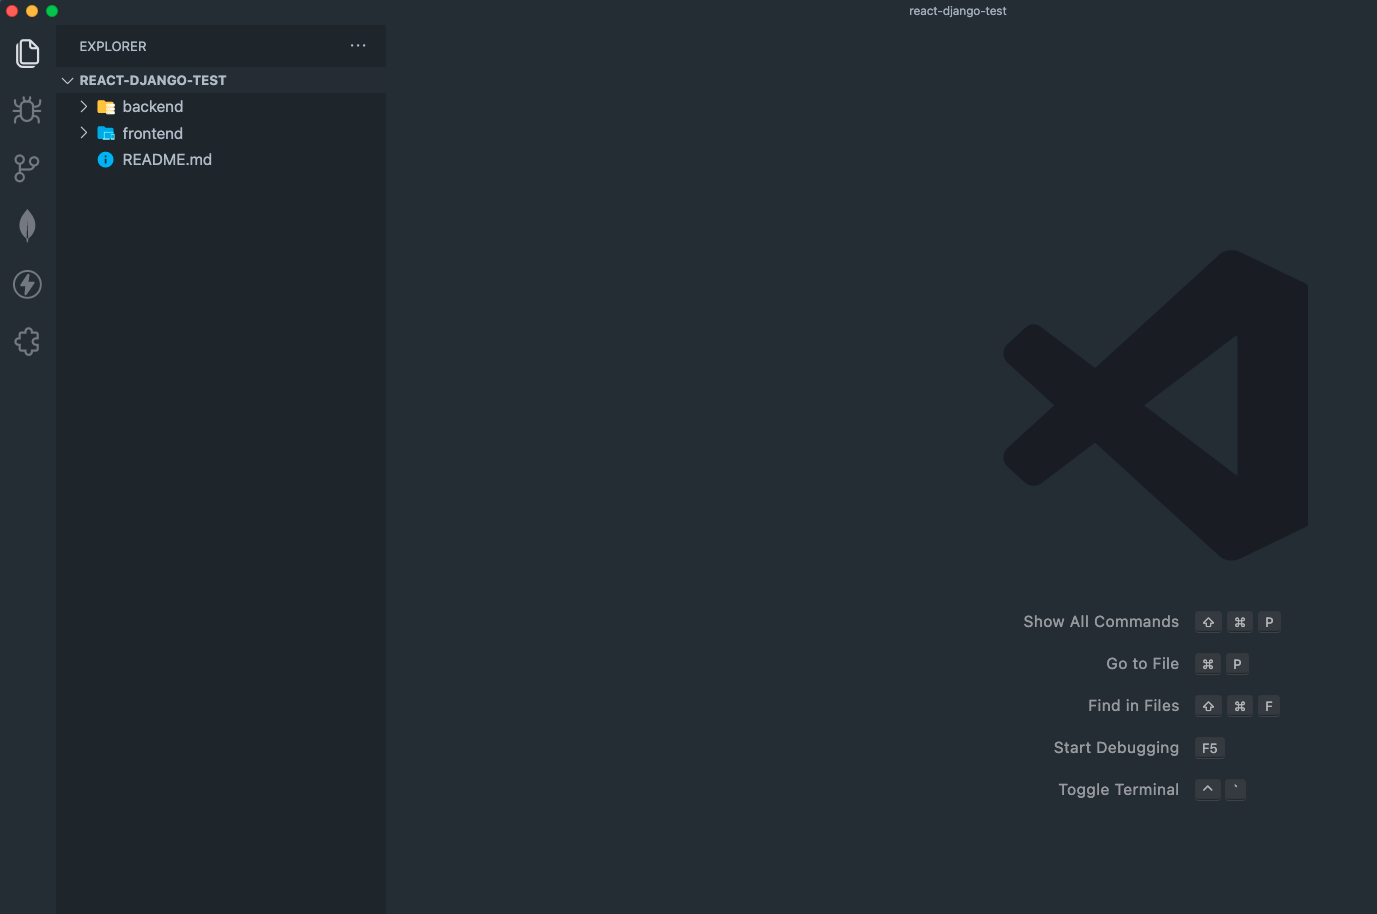 react-django-test
EXPLORER
REACT-DJANGO-TEST
backend
frontend
README.md
Show All Commands ⇧ ⌘ P
Go to File ⌘ P
Find in Files ⇧ ⌘ F
Start Debugging F5
Toggle Terminal ^ `